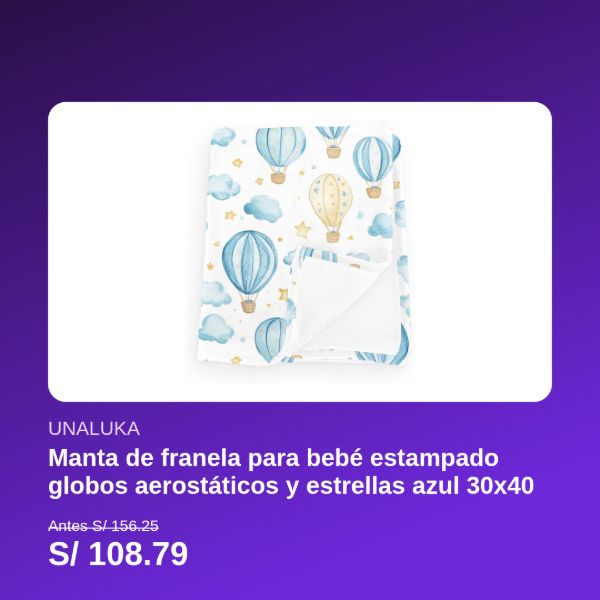 UNALUKA
Manta de franela para bebé estampado
globos aerostáticos y estrellas azul 30x40
Antes S/ 156.25
S/ 108.79